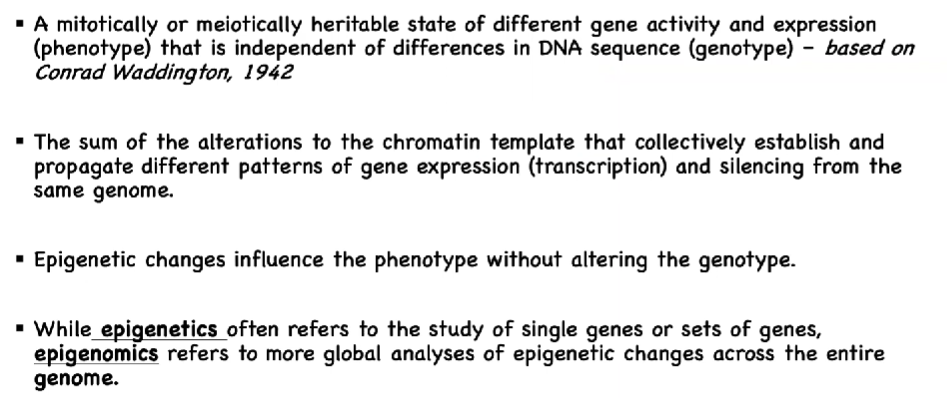 ▪ A mitotically or meiotically heritable state of different gene activity and expression
(phenotype) that is independent of differences in DNA sequence (genotype) – based on
Conrad Waddington, 1942
▪ The sum of the alterations to the chromatin template that collectively establish and
propagate different patterns of gene expression (transcription) and silencing from the
same genome.
▪ Epigenetic changes influence the phenotype without altering the genotype.
▪ While epigenetics often refers to the study of single genes or sets of genes,
epigenomics refers to more global analyses of epigenetic changes across the entire
genome.